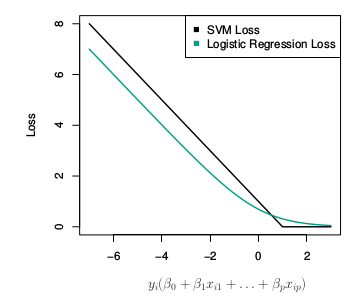 SVM Loss
Logistic Regression Loss
Loss
8
6
4
2
0
−6 −4 −2 0 2
yᵢ(β₀ + β₁xᵢ₁ + … + βₚxᵢₚ)